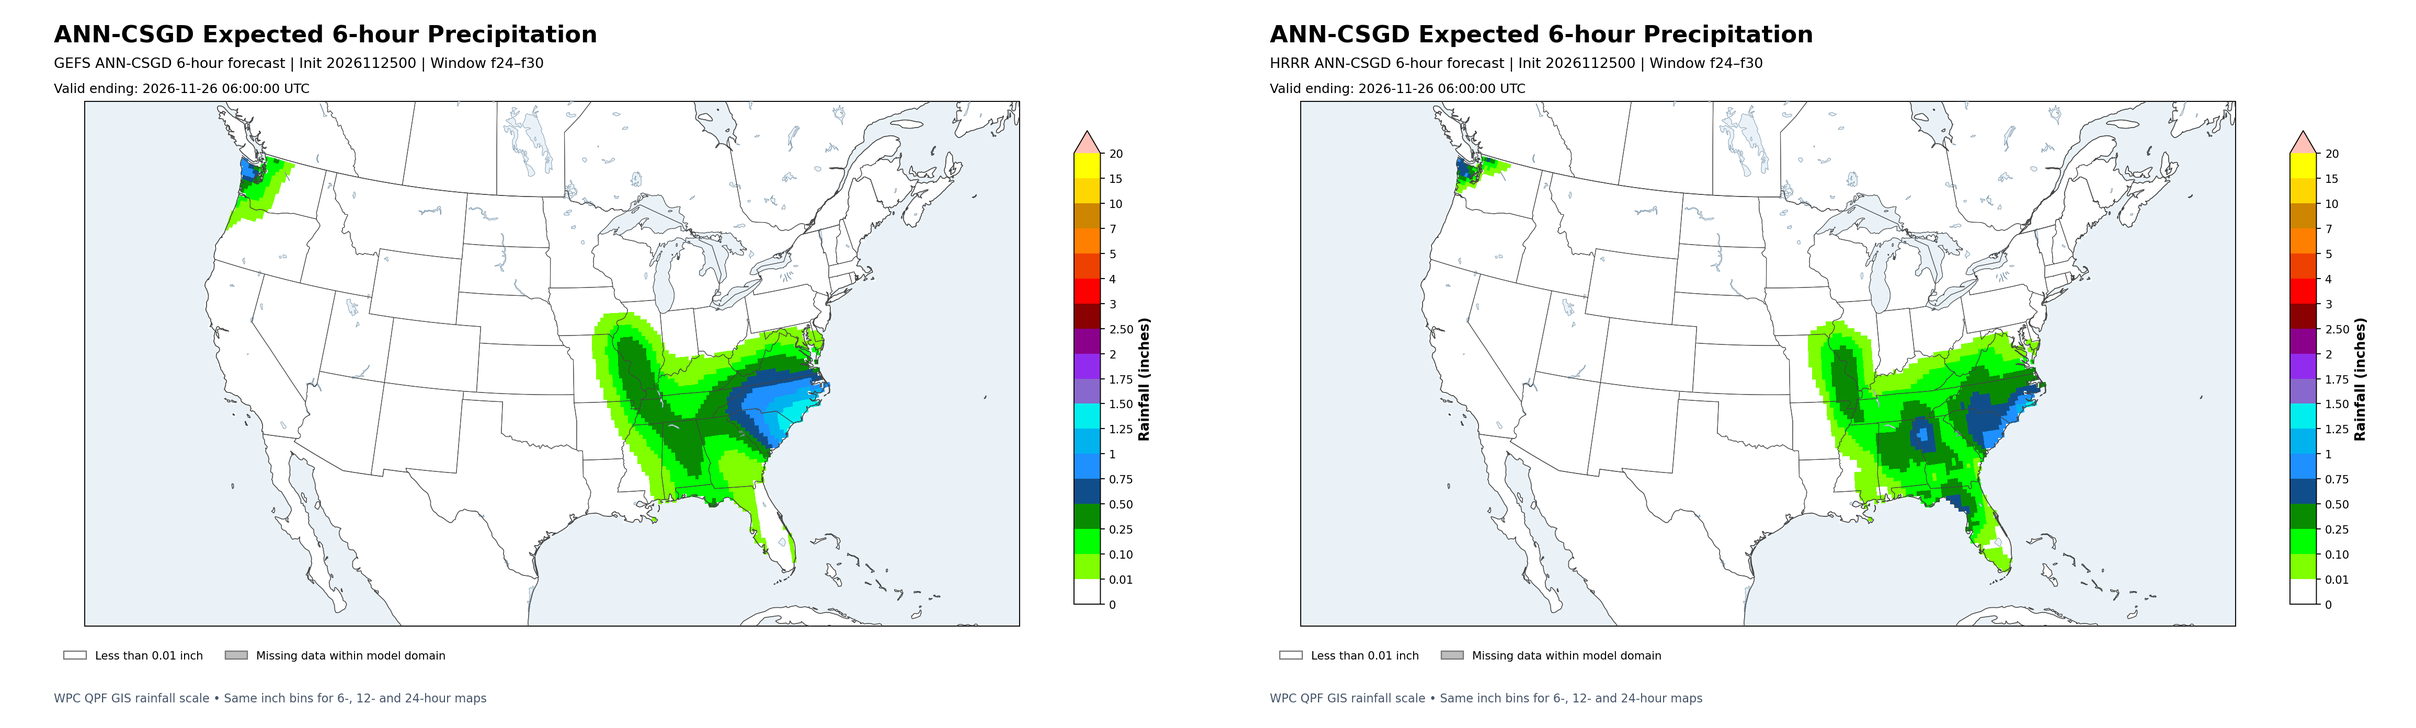 ANN-CSGD Expected 6-hour Precipitation
GEFS ANN-CSGD 6-hour forecast | Init 2026112500 | Window f24–f30
Valid ending: 2026-11-26 06:00:00 UTC
20
15
10
7
5
4
3
2.50
2
1.75
1.50
1.25
1
0.75
0.50
0.25
0.10
0.01
0
Rainfall (inches)
Less than 0.01 inch
Missing data within model domain
WPC QPF GIS rainfall scale • Same inch bins for 6-, 12- and 24-hour maps
ANN-CSGD Expected 6-hour Precipitation
HRRR ANN-CSGD 6-hour forecast | Init 2026112500 | Window f24–f30
Valid ending: 2026-11-26 06:00:00 UTC
20
15
10
7
5
4
3
2.50
2
1.75
1.50
1.25
1
0.75
0.50
0.25
0.10
0.01
0
Rainfall (inches)
Less than 0.01 inch
Missing data within model domain
WPC QPF GIS rainfall scale • Same inch bins for 6-, 12- and 24-hour maps